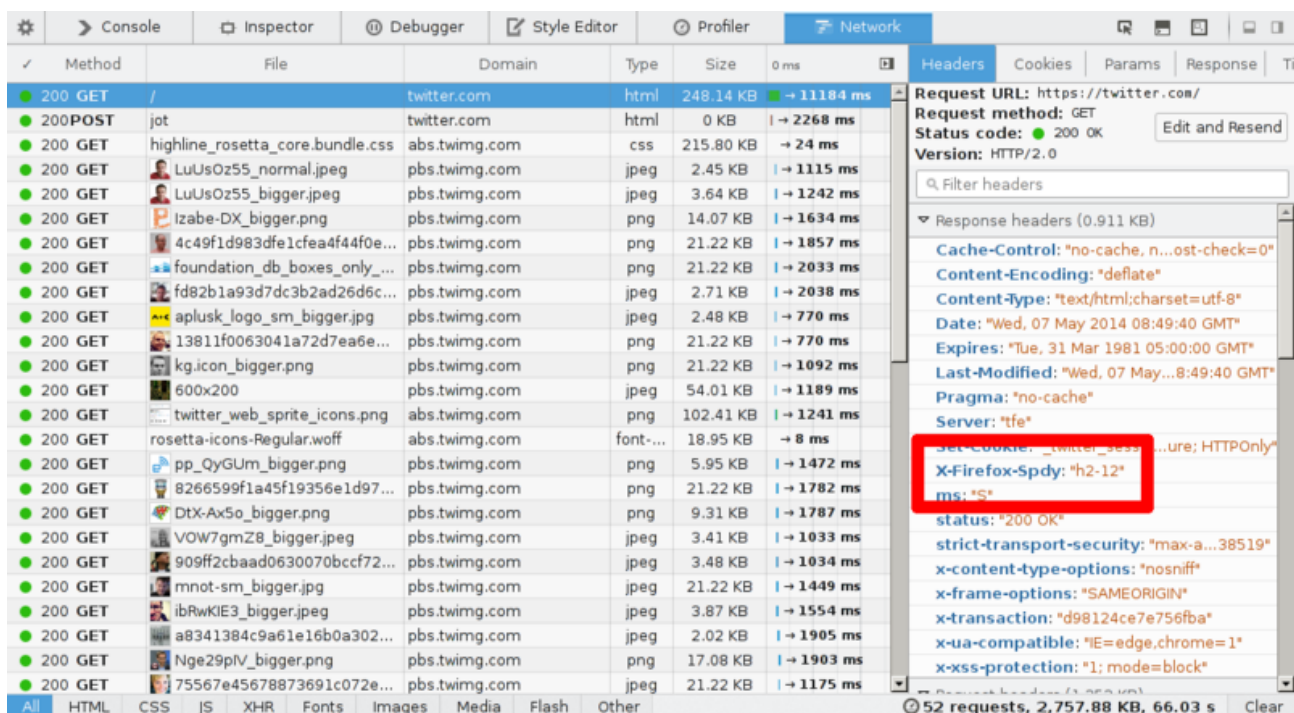 Console Inspector Debugger Style Editor Profiler Network
✓ Method File Domain Type Size 0 ms Headers Cookies Params Response Ti
200 GET / twitter.com html 248.14 KB → 11184 ms
200 POST jot twitter.com html 0 KB → 2268 ms
200 GET highline_rosetta_core.bundle.css abs.twimg.com css 215.80 KB → 24 ms
200 GET LuUsOz55_normal.jpeg pbs.twimg.com jpeg 2.45 KB → 1115 ms
200 GET LuUsOz55_bigger.jpeg pbs.twimg.com jpeg 3.64 KB → 1242 ms
200 GET Izabe-DX_bigger.png pbs.twimg.com png 14.07 KB → 1634 ms
200 GET 4c49f1d983dfe1cfea4f44f0e... pbs.twimg.com jpeg 21.22 KB → 1857 ms
200 GET foundation_db_boxes_only_... pbs.twimg.com png 21.22 KB → 2033 ms
200 GET fd82b1a93d7dc3b2ad26d6c... pbs.twimg.com jpeg 2.71 KB → 2038 ms
200 GET aplusk_logo_sm_bigger.jpg pbs.twimg.com jpeg 2.48 KB → 770 ms
200 GET 13811f0063041a72d7ea6e... pbs.twimg.com png 21.22 KB → 770 ms
200 GET kg.icon_bigger.png pbs.twimg.com png 21.22 KB → 1092 ms
200 GET 600x200 pbs.twimg.com jpeg 54.01 KB → 1189 ms
200 GET twitter_web_sprite_icons.png abs.twimg.com png 102.41 KB → 1241 ms
200 GET rosetta-icons-Regular.woff abs.twimg.com font-... 18.95 KB → 8 ms
200 GET pp_QyGUm_bigger.png pbs.twimg.com png 5.95 KB → 1472 ms
200 GET 8266599f1a45f19356e1d97... pbs.twimg.com png 21.22 KB → 1782 ms
200 GET DtX-Ax5o_bigger.png pbs.twimg.com png 9.31 KB → 1787 ms
200 GET VOW7gmZ8_bigger.jpeg pbs.twimg.com jpeg 3.41 KB → 1033 ms
200 GET 909ff2cbaad0630070bccf72... pbs.twimg.com jpeg 3.48 KB → 1034 ms
200 GET mnot-sm_bigger.jpg pbs.twimg.com jpeg 21.22 KB → 1449 ms
200 GET ibRwKIE3_bigger.jpeg pbs.twimg.com jpeg 3.87 KB → 1554 ms
200 GET a8341384c9a61e16b0a302... pbs.twimg.com jpeg 2.02 KB → 1905 ms
200 GET Nge29pIV_bigger.png pbs.twimg.com png 17.08 KB → 1903 ms
200 GET 75567e45678873691c072e... pbs.twimg.com jpeg 21.22 KB → 1175 ms
Request URL: https://twitter.com/
Request method: GET
Status code: 200 OK
Edit and Resend
Version: HTTP/2.0
Filter headers
Response headers (0.911 KB)
Cache-Control: "no-cache, n...ost-check=0"
Content-Encoding: "deflate"
Content-Type: "text/html;charset=utf-8"
Date: "Wed, 07 May 2014 08:49:40 GMT"
Expires: "Tue, 31 Mar 1981 05:00:00 GMT"
Last-Modified: "Wed, 07 May...8:49:40 GMT"
Pragma: "no-cache"
Server: "tfe"
Set-Cookie: "_twitter_sess...ure; HTTPOnly"
X-Firefox-Spdy: "h2-12"
ms: "S"
status: "200 OK"
strict-transport-security: "max-a...38519"
x-content-type-options: "nosniff"
x-frame-options: "SAMEORIGIN"
x-transaction: "d98124ce7e756fba"
x-ua-compatible: "IE=edge,chrome=1"
x-xss-protection: "1; mode=block"
Request headers (1.253 KB)
All HTML CSS JS XHR Fonts Images Media Flash Other 52 requests, 2,757.88 KB, 66.03 s Clear